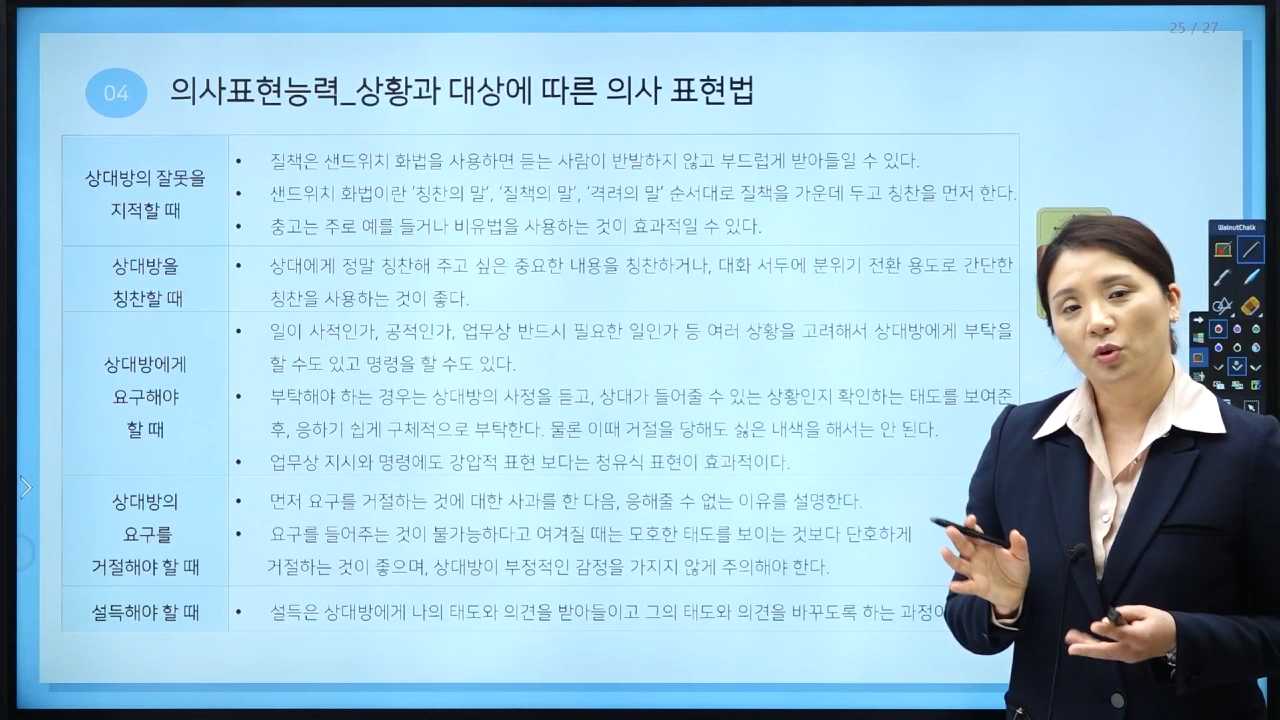 25 / 27
04
의사표현능력_상황과 대상에 따른 의사 표현법
상대방의 잘못을
지적할 때
• 질책은 샌드위치 화법을 사용하면 듣는 사람이 반발하지 않고 부드럽게 받아들일 수 있다.
• 샌드위치 화법이란 ‘칭찬의 말’, ‘질책의 말’, ‘격려의 말’ 순서대로 질책을 가운데 두고 칭찬을 먼저 한다.
• 충고는 주로 예를 들거나 비유법을 사용하는 것이 효과적일 수 있다.
상대방을
칭찬할 때
• 상대에게 정말 칭찬해 주고 싶은 중요한 내용을 칭찬하거나, 대화 서두에 분위기 전환 용도로 간단한
칭찬을 사용하는 것이 좋다.
상대방에게
요구해야
할 때
• 일이 사적인가, 공적인가, 업무상 반드시 필요한 일인가 등 여러 상황을 고려해서 상대방에게 부탁을
할 수도 있고 명령을 할 수도 있다.
• 부탁해야 하는 경우는 상대방의 사정을 듣고, 상대가 들어줄 수 있는 상황인지 확인하는 태도를 보여준
후, 응하기 쉽게 구체적으로 부탁한다. 물론 이때 거절을 당해도 싫은 내색을 해서는 안 된다.
• 업무상 지시와 명령에도 강압적 표현 보다는 청유식 표현이 효과적이다.
상대방의
요구를
거절해야 할 때
• 먼저 요구를 거절하는 것에 대한 사과를 한 다음, 응해줄 수 없는 이유를 설명한다.
• 요구를 들어주는 것이 불가능하다고 여겨질 때는 모호한 태도를 보이는 것보다 단호하게
거절하는 것이 좋으며, 상대방이 부정적인 감정을 가지지 않게 주의해야 한다.
설득해야 할 때
• 설득은 상대방에게 나의 태도와 의견을 받아들이고 그의 태도와 의견을 바꾸도록 하는
WalnutChalk